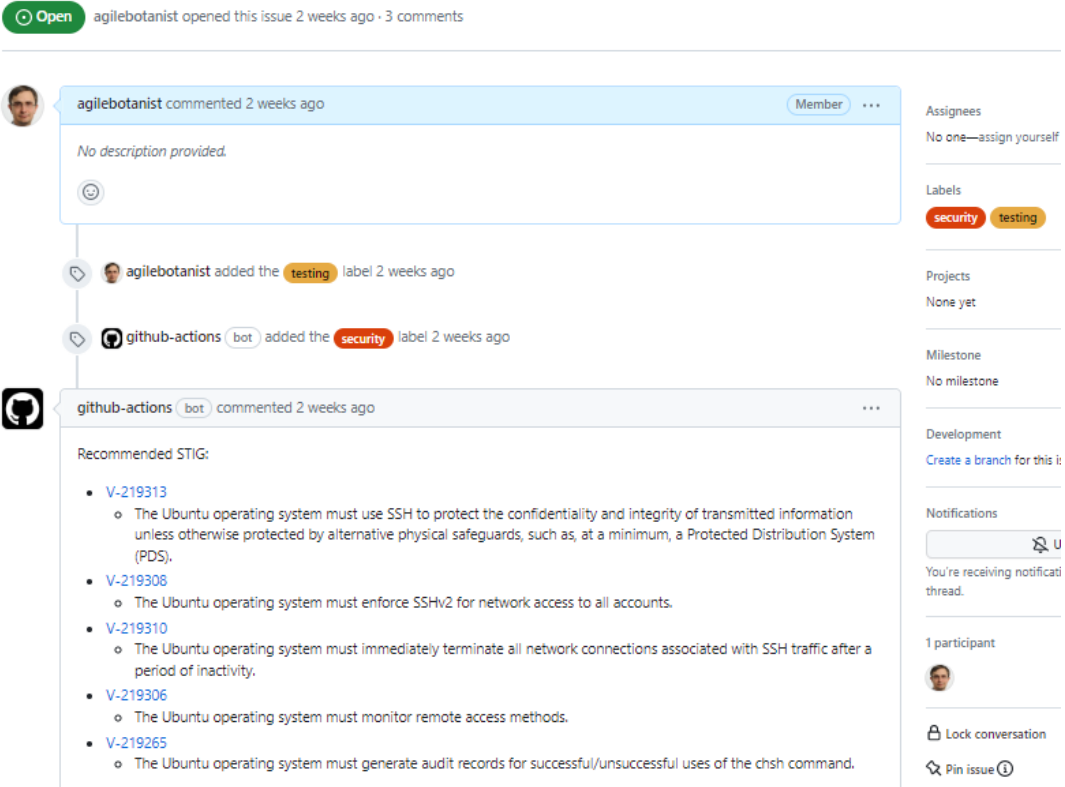 Open agilebotanist opened this issue 2 weeks ago · 3 comments
agilebotanist commented 2 weeks ago
Member
No description provided.
agilebotanist added the testing label 2 weeks ago
github-actions bot added the security label 2 weeks ago
github-actions bot commented 2 weeks ago
Recommended STIG:
V-219313
The Ubuntu operating system must use SSH to protect the confidentiality and integrity of transmitted information
unless otherwise protected by alternative physical safeguards, such as, at a minimum, a Protected Distribution System
(PDS).
V-219308
The Ubuntu operating system must enforce SSHv2 for network access to all accounts.
V-219310
The Ubuntu operating system must immediately terminate all network connections associated with SSH traffic after a
period of inactivity.
V-219306
The Ubuntu operating system must monitor remote access methods.
V-219265
The Ubuntu operating system must generate audit records for successful/unsuccessful uses of the chsh command.
Assignees
No one—assign yourself
Labels
security testing
Projects
None yet
Milestone
No milestone
Development
Create a branch for this
Notifications
U
You're receiving notificati
thread.
1 participant
Lock conversation
Pin issue